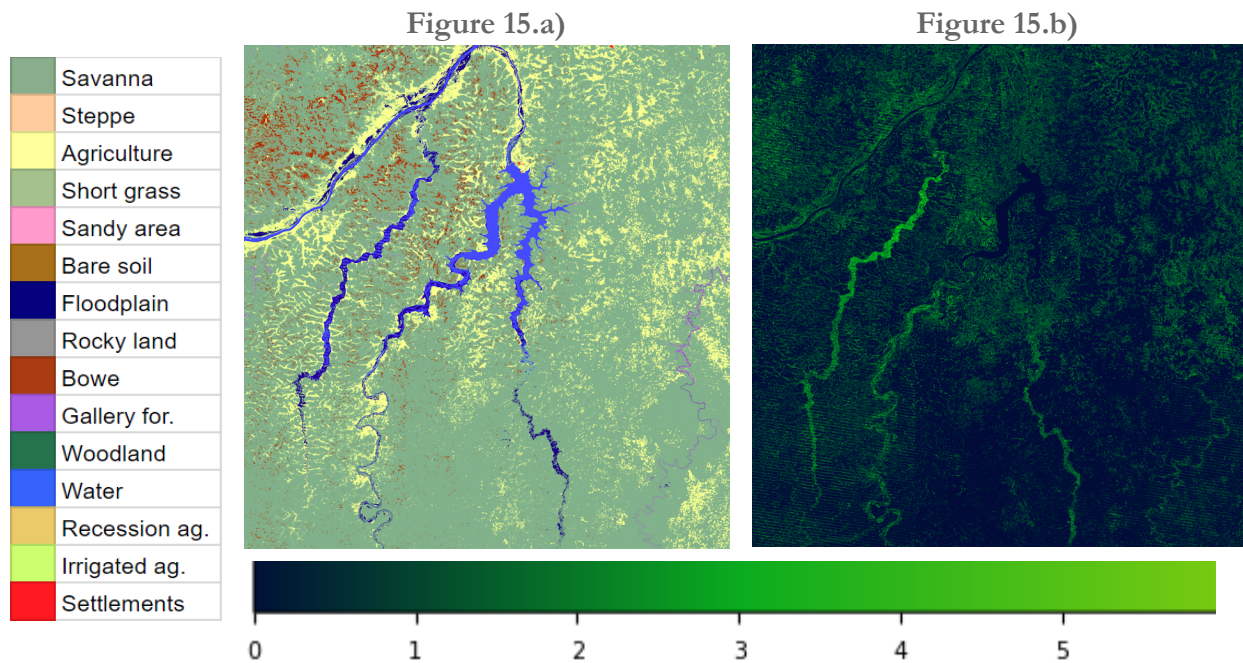 Figure 15.a)
Figure 15.b)
Savanna
Steppe
Agriculture
Short grass
Sandy area
Bare soil
Floodplain
Rocky land
Bowe
Gallery for.
Woodland
Water
Recession ag.
Irrigated ag.
Settlements
0 1 2 3 4 5